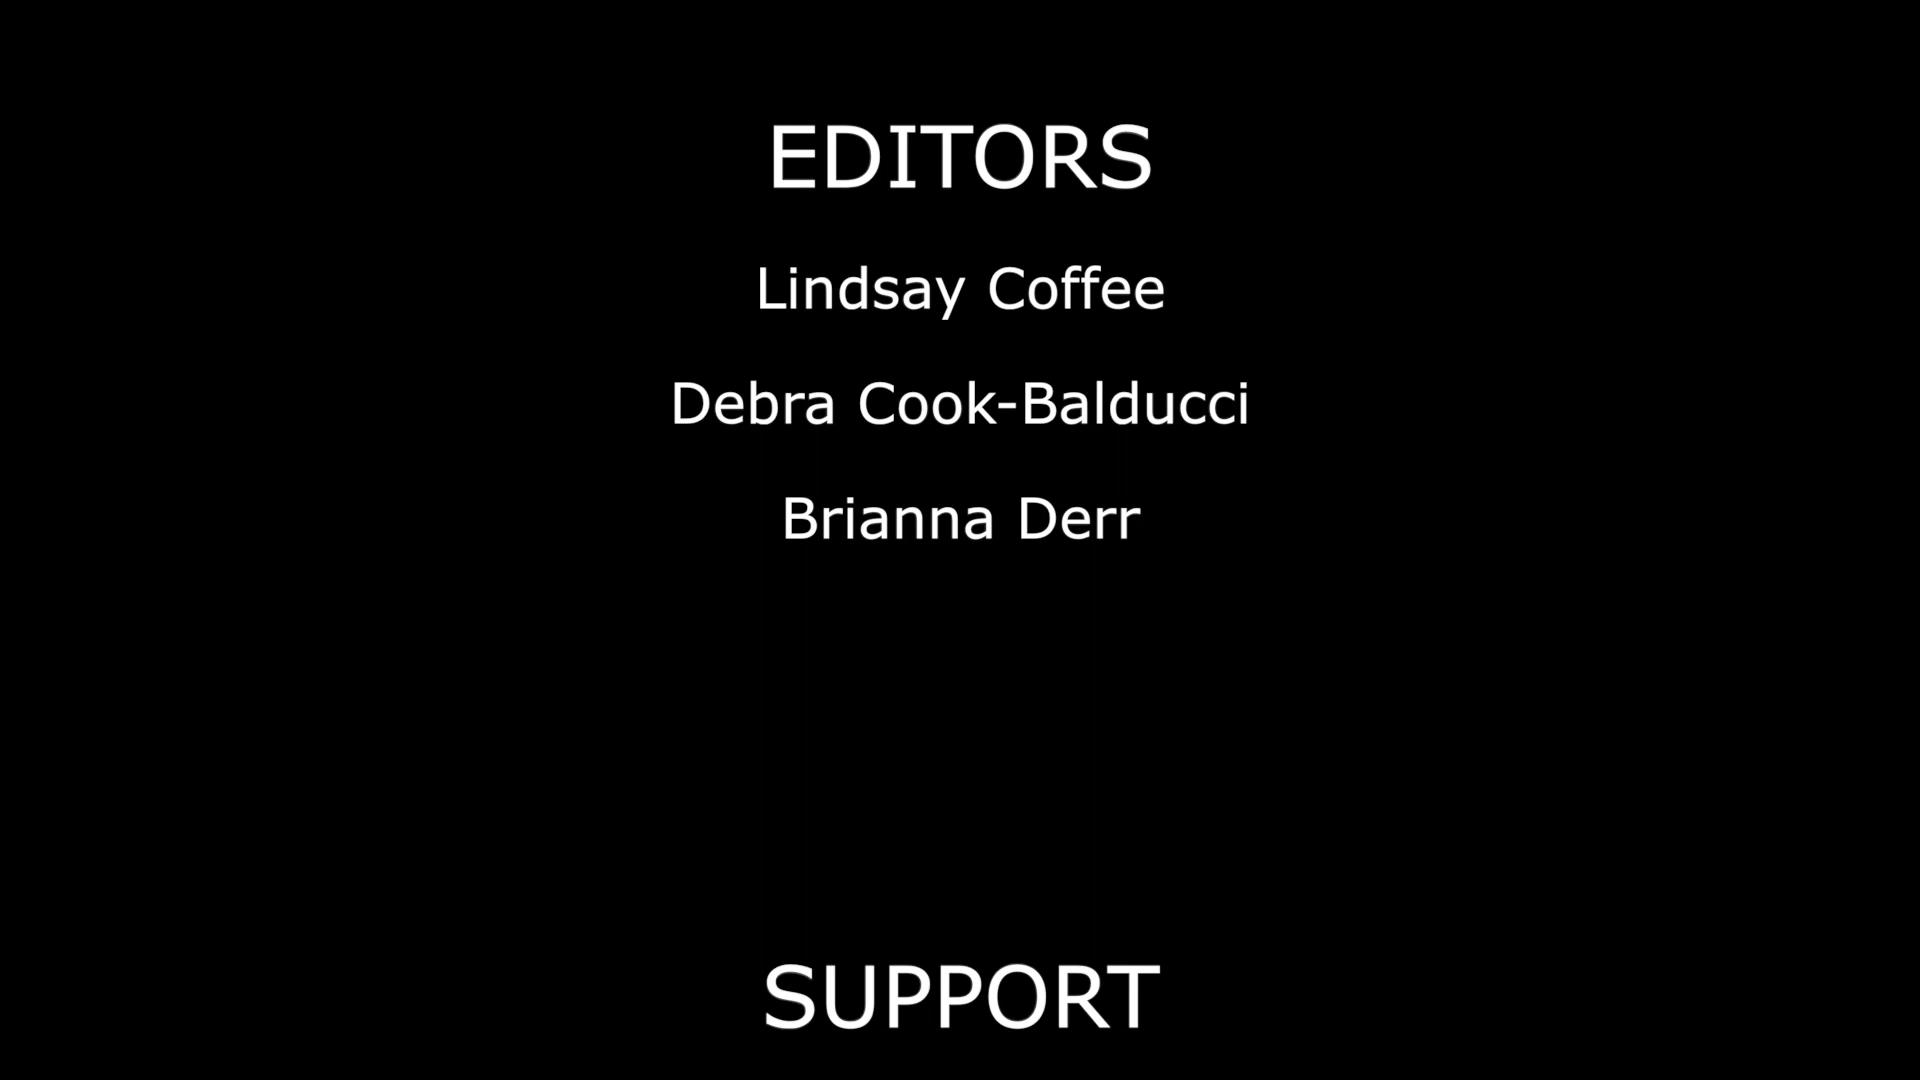 EDITORS
Lindsay Coffee
Debra Cook-Balducci
Brianna Derr
SUPPORT